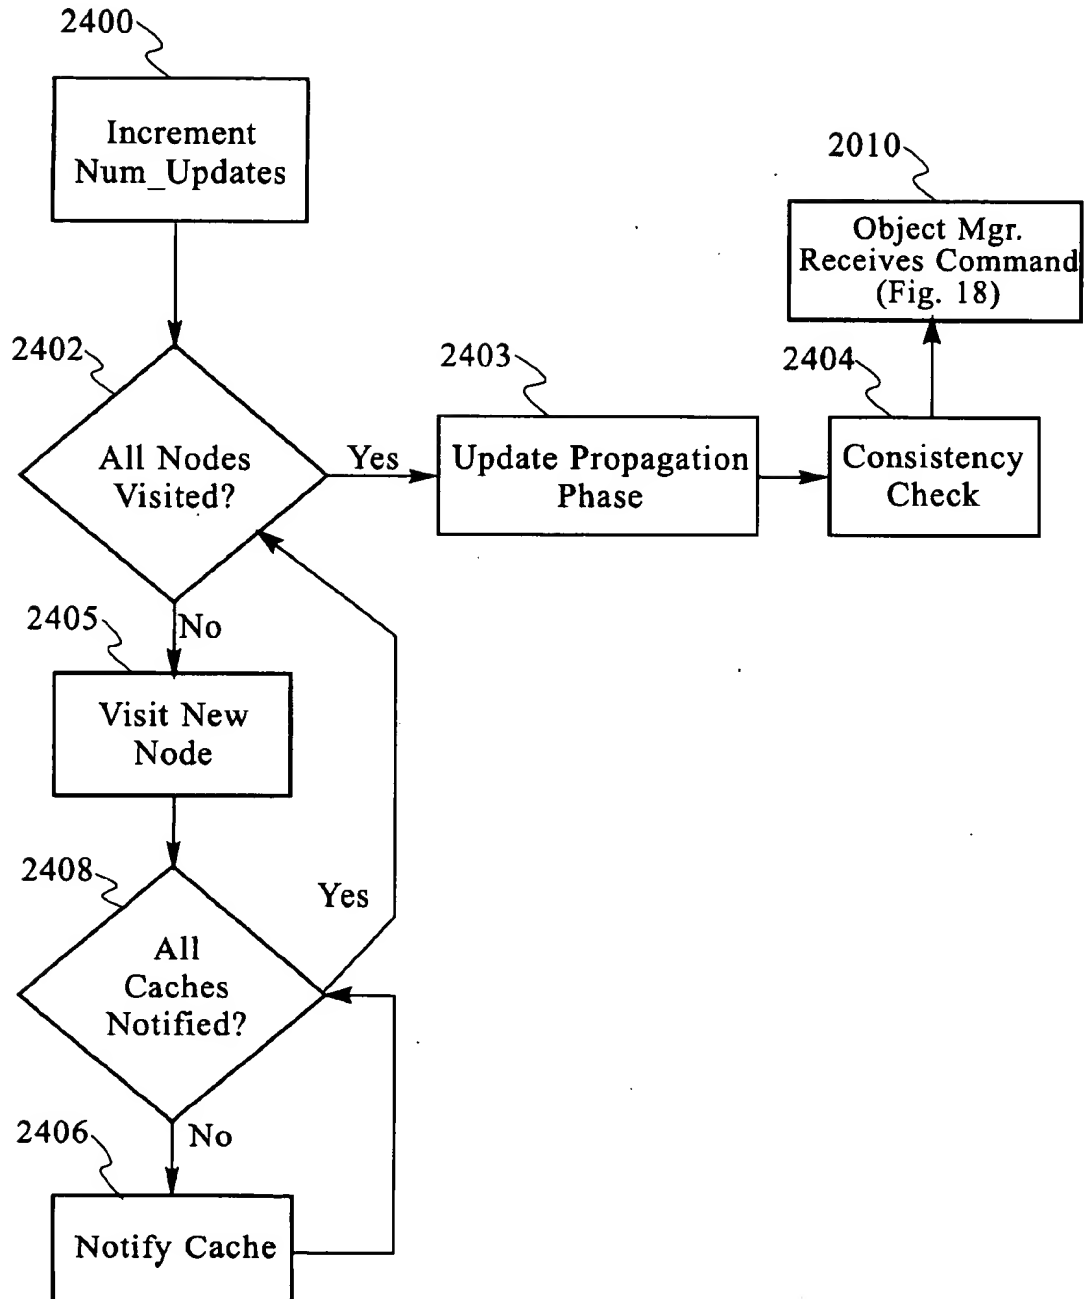 2400
Increment
Num_Updates
2010
Object Mgr.
Receives Command
(Fig. 18)
2402
All Nodes
Visited?
Yes
2403
Update Propagation
Phase
2404
Consistency
Check
No
2405
Visit New
Node
2408
All
Caches
Notified?
Yes
No
2406
Notify Cache